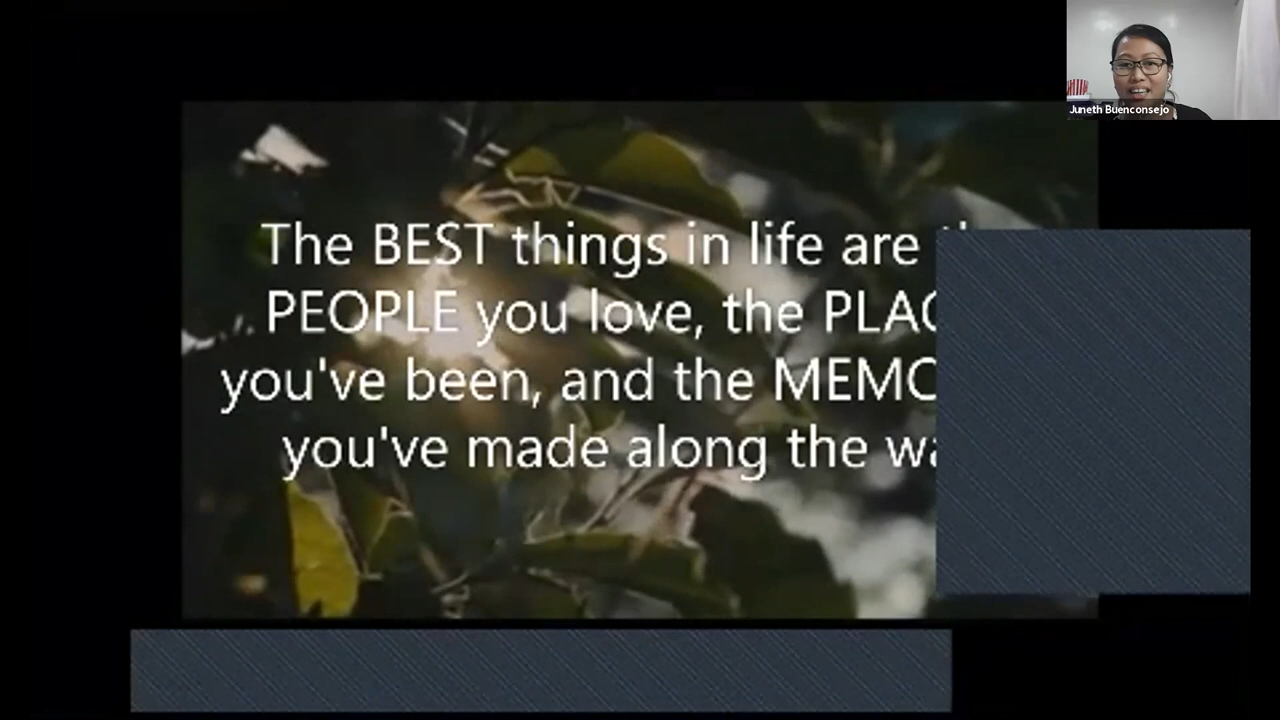 Juneth Buenconsejo
The BEST things in life are
PEOPLE you love, the
you've been, and the
you've made along the